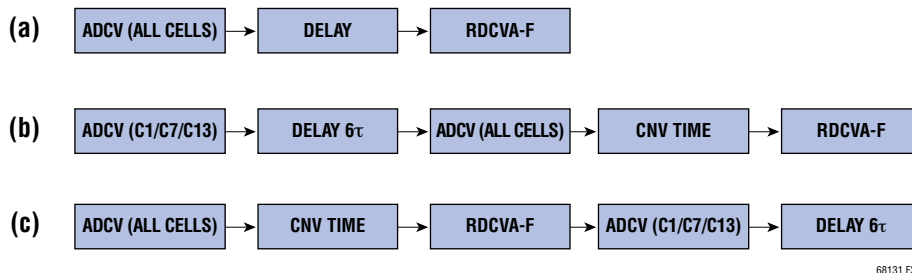 (a) ADCV (ALL CELLS) DELAY RDCVA-F
(b) ADCV (C1/C7/C13) DELAY 6τ ADCV (ALL CELLS) CNV TIME RDCVA-F
(c) ADCV (ALL CELLS) CNV TIME RDCVA-F ADCV (C1/C7/C13) DELAY 6τ
68131 F